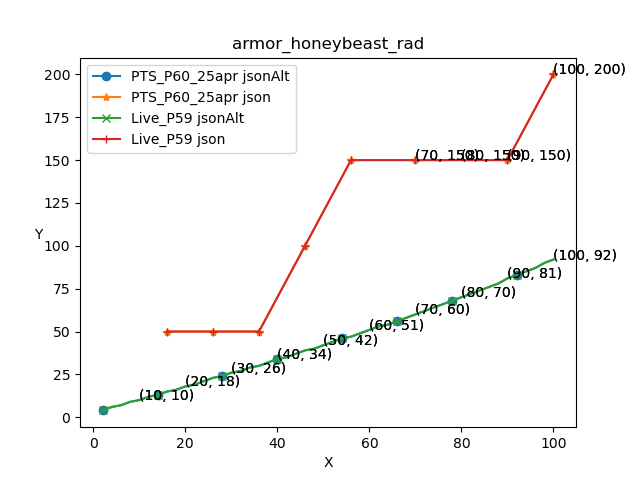 armor_honeybeast_rad
PTS_P60_25apr jsonAlt
PTS_P60_25apr json
Live_P59 jsonAlt
Live_P59 json
200
175
150
125
100
75
50
25
0
Y
(100, 200)
(70, 150)
(80, 150)
(90, 150)
(100, 92)
(90, 81)
(80, 70)
(70, 60)
(60, 51)
(50, 42)
(40, 34)
(30, 26)
(20, 18)
(10, 10)
0 20 40 60 80 100
X